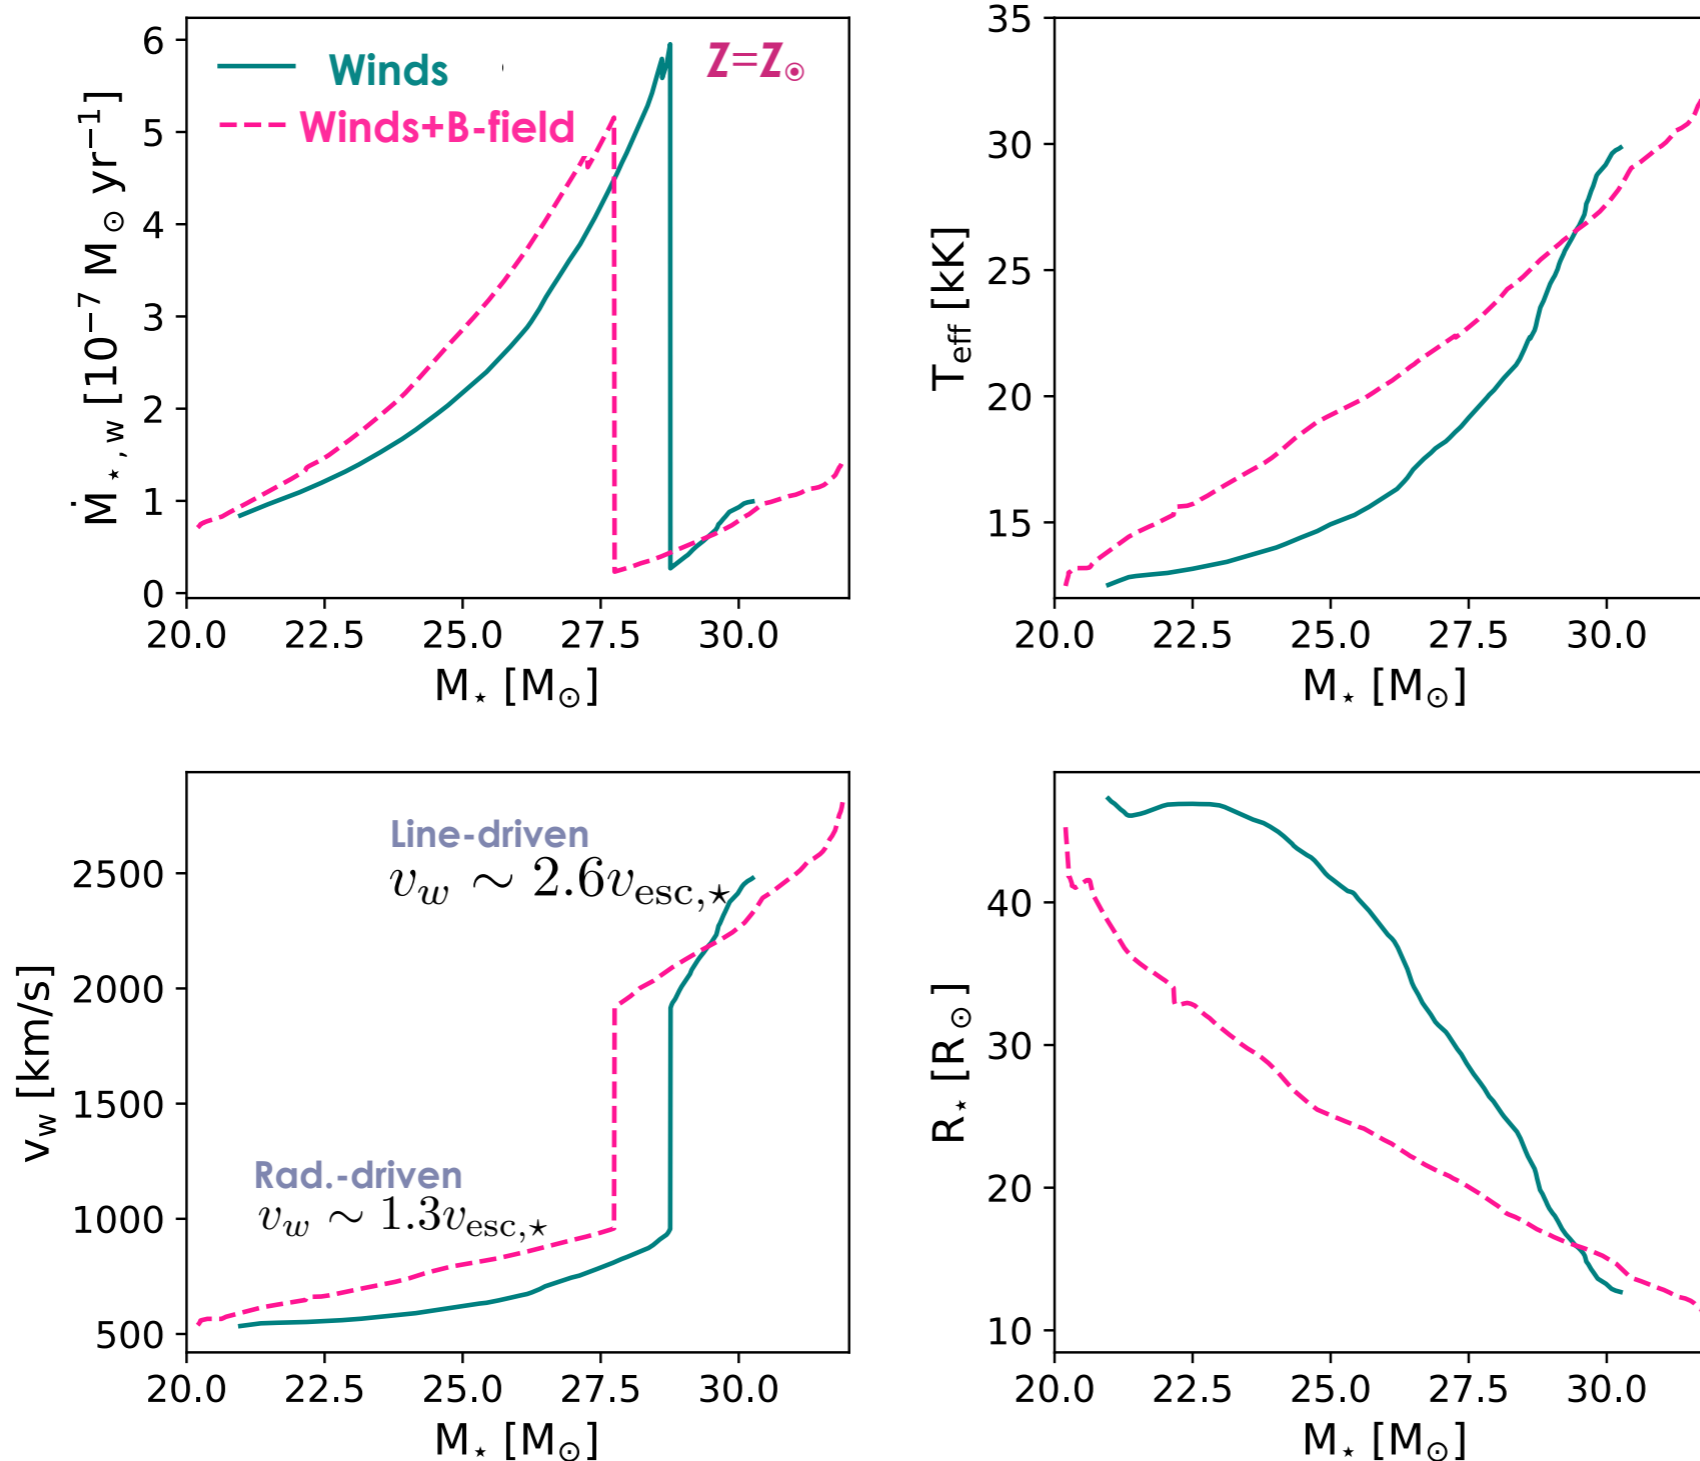 6
5
4
3
2
1
0
Ṁ⋆, w [10⁻⁷ M⊙ yr⁻¹]
Winds
Winds+B-field
Z=Z⊙
20.0 22.5 25.0 27.5 30.0
M⋆ [M⊙]
35
30
25
20
15
Teff [kK]
20.0 22.5 25.0 27.5 30.0
M⋆ [M⊙]
2500
2000
1500
1000
500
vw [km/s]
Line-driven
vw ∼ 2.6vesc,⋆
Rad.-driven
vw ∼ 1.3vesc,⋆
20.0 22.5 25.0 27.5 30.0
M⋆ [M⊙]
40
30
20
10
R⋆ [R⊙]
20.0 22.5 25.0 27.5 30.0
M⋆ [M⊙]